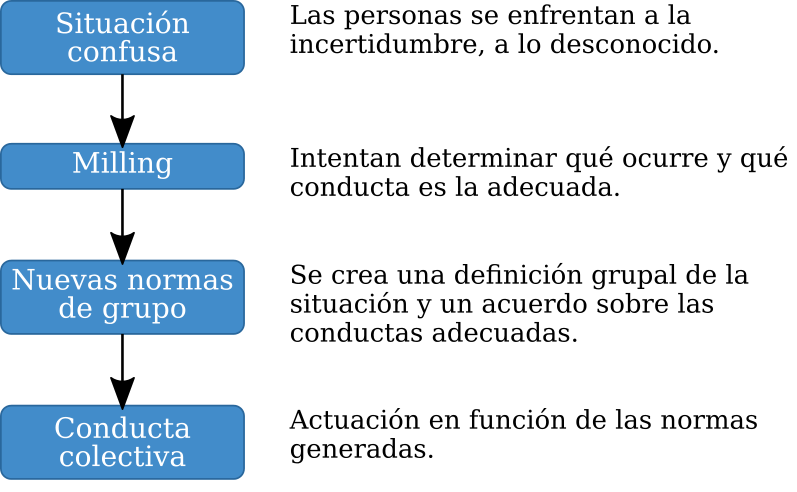 Situación
confusa
Las personas se enfrentan a la
incertidumbre, a lo desconocido.
Milling
Intentan determinar qué ocurre y qué
conducta es la adecuada.
Nuevas normas
de grupo
Se crea una definición grupal de la
situación y un acuerdo sobre las
conductas adecuadas.
Conducta
colectiva
Actuación en función de las normas
generadas.